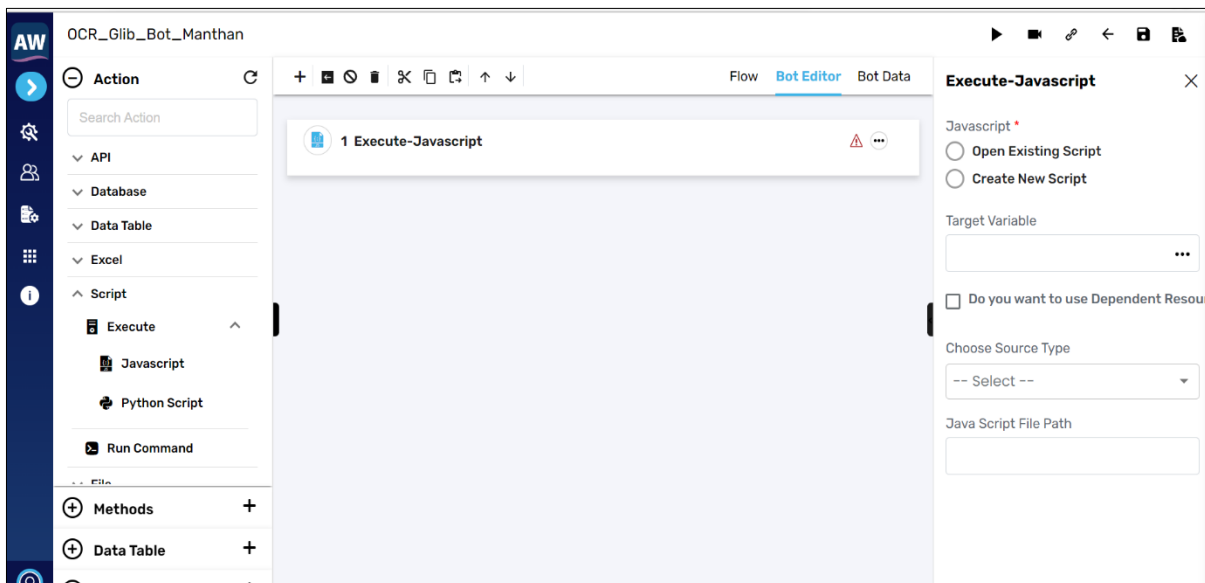 AW
OCR_Glib_Bot_Manthan
Action
Search Action
API
Database
Data Table
Excel
Script
Execute
Javascript
Python Script
Run Command
File
Methods
Data Table
Flow Bot Editor Bot Data
1 Execute-Javascript
Execute-Javascript
Javascript *
Open Existing Script
Create New Script
Target Variable
Do you want to use Dependent Resou
Choose Source Type
-- Select --
Java Script File Path